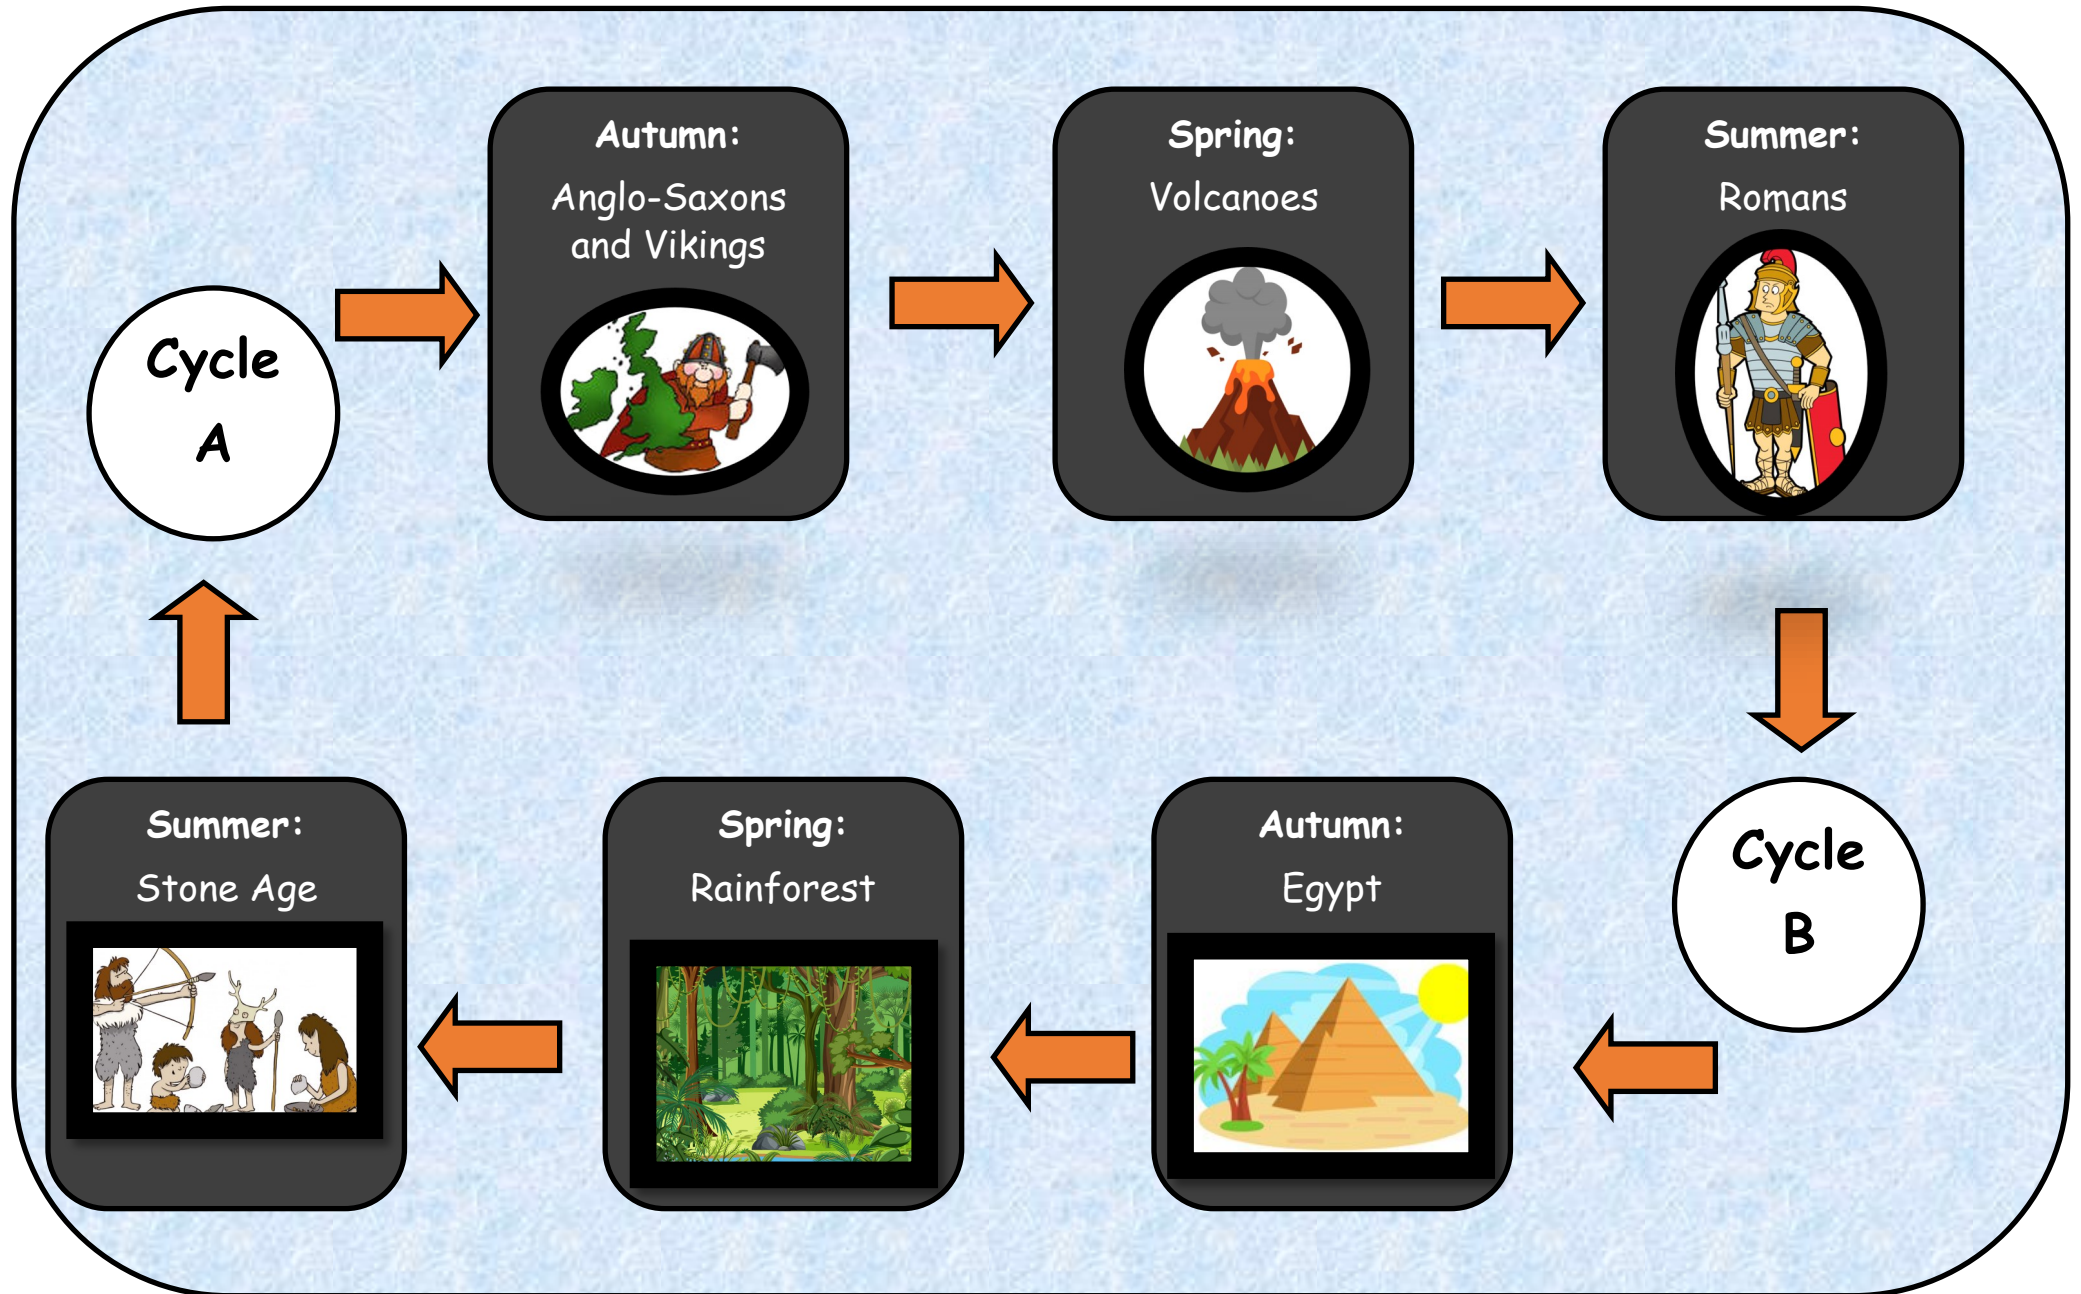 Cycle
A
Autumn:
Anglo-Saxons
and Vikings
Spring:
Volcanoes
Summer:
Romans
Cycle
B
Autumn:
Egypt
Spring:
Rainforest
Summer:
Stone Age